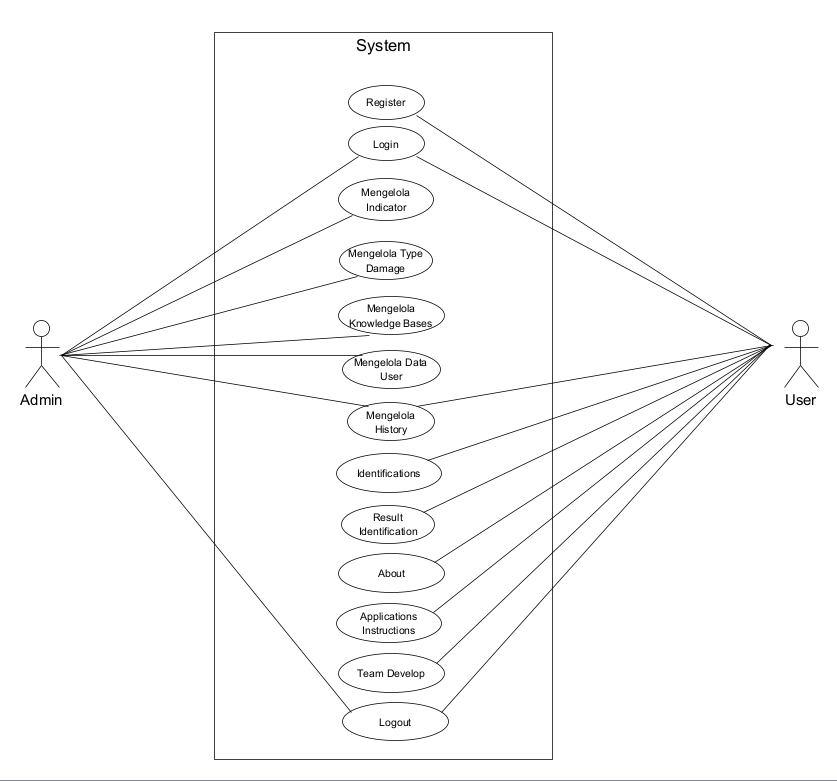 System
Register
Login
Mengelola
Indicator
Mengelola Type
Damage
Mengelola
Knowledge Bases
Mengelola Data
User
Mengelola
History
Identifications
Result
Identification
About
Applications
Instructions
Team Develop
Logout
Admin
User